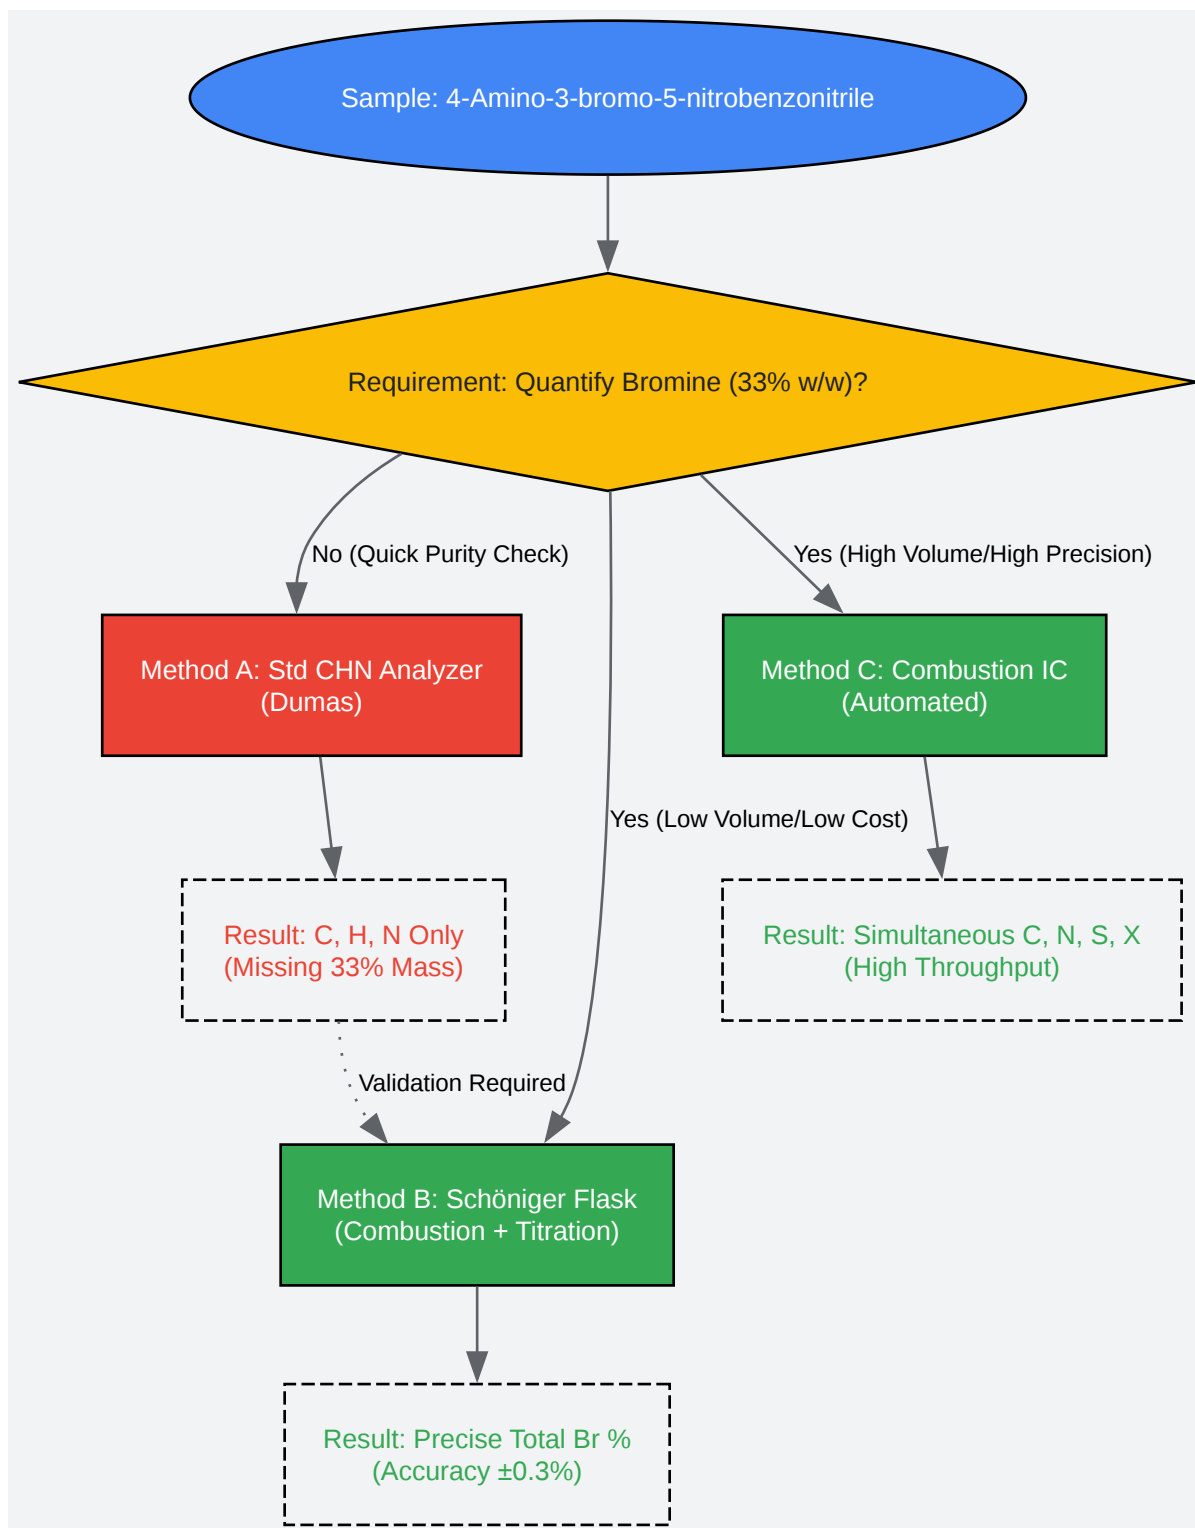 Sample: 4-Amino-3-bromo-5-nitrobenzonitrile
Requirement: Quantify Bromine (33% w/w)?
No (Quick Purity Check)
Yes (High Volume/High Precision)
Method A: Std CHN Analyzer
(Dumas)
Method C: Combustion IC
(Automated)
Yes (Low Volume/Low Cost)
Result: C, H, N Only
(Missing 33% Mass)
Result: Simultaneous C, N, S, X
(High Throughput)
Validation Required
Method B: Schöniger Flask
(Combustion + Titration)
Result: Precise Total Br %
(Accuracy ±0.3%)